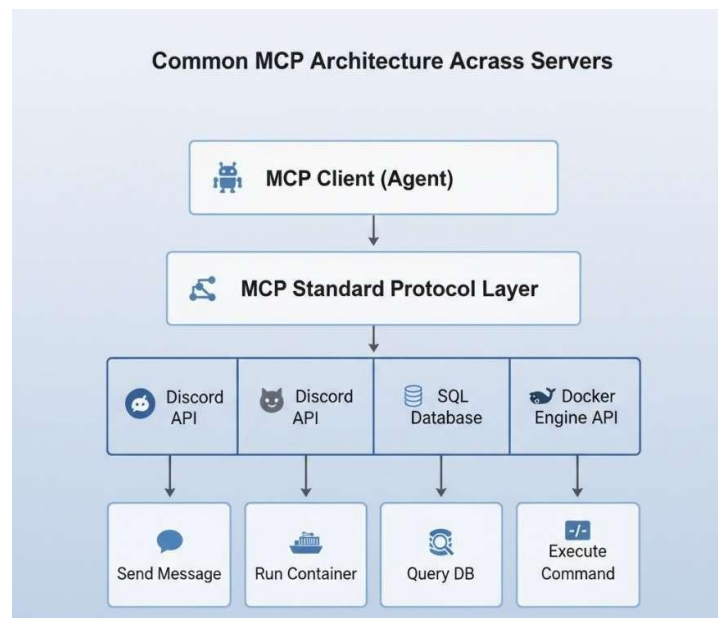 Common MCP Architecture Acrass Servers
MCP Client (Agent)
MCP Standard Protocol Layer
Discord
API
Discord
API
SQL
Database
Docker
Engine API
Send Message
Run Container
Query DB
-/-
Execute
Command